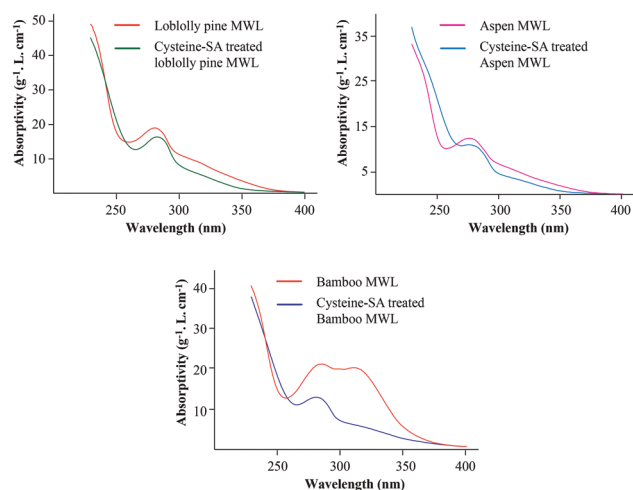 50
40
30
20
10
Absorptivity (g⁻¹. L. cm⁻¹)
Loblolly pine MWL
Cysteine-SA treated
loblolly pine MWL
250
300
350
400
Wavelength (nm)
35
25
15
5
Absorptivity (g⁻¹. L. cm⁻¹)
Aspen MWL
Cysteine-SA treated
Aspen MWL
250
300
350
400
Wavelength (nm)
40
30
20
10
Absorptivity (g⁻¹. L. cm⁻¹)
Bamboo MWL
Cysteine-SA treated
Bamboo MWL
250
300
350
400
Wavelength (nm)